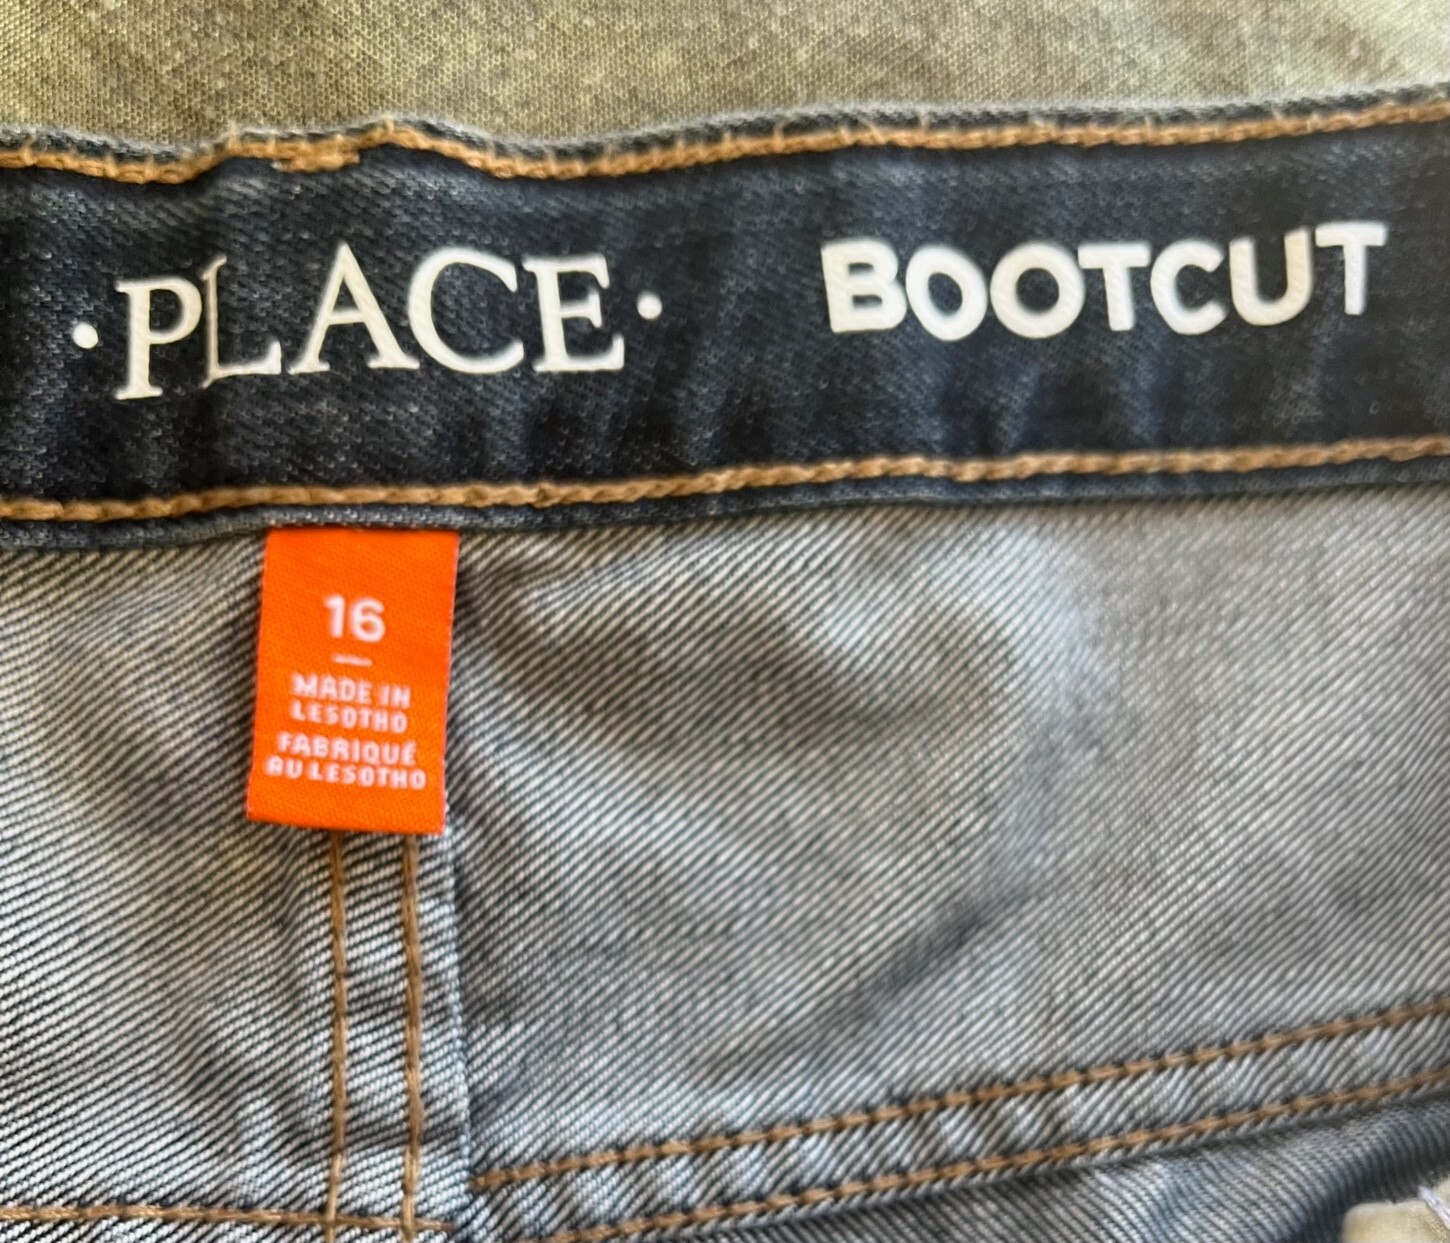 ·PLACE· BOOTCUT
16
—
MADE IN
LESOTHO
FABRIQUÉ
AU LESOTHO